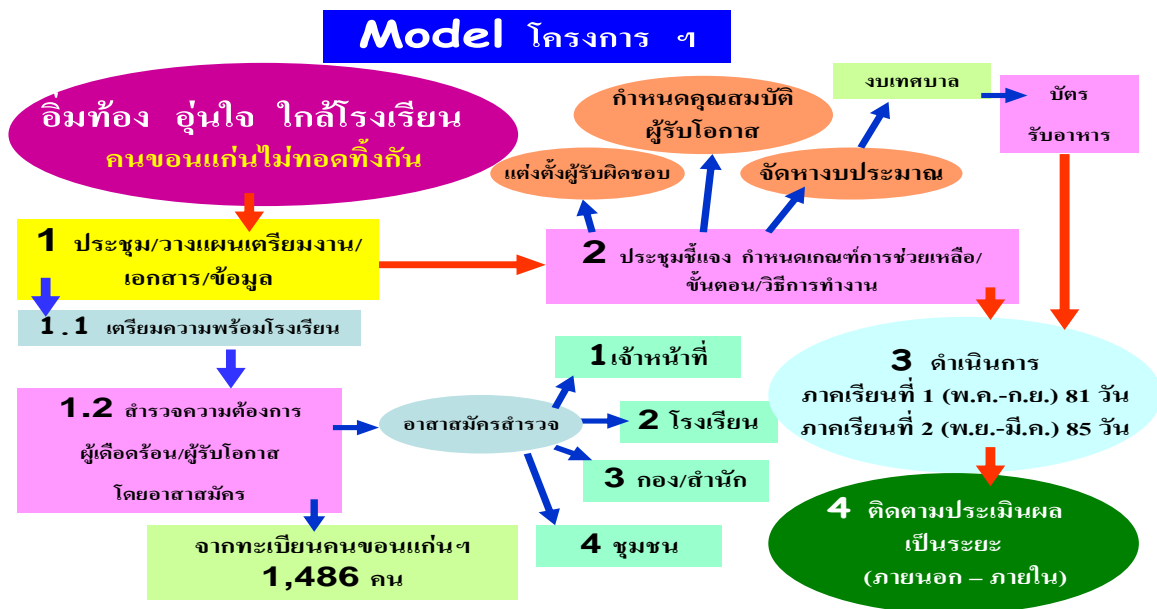 Model โครงการ ฯ
อิ่มท้อง อุ่นใจ ใกล้โรงเรียน
คนขอนแก่นไม่ทอดทิ้งกัน
กำหนดคุณสมบัติ
ผู้รับโอกาส
งบเทศบาล
บัตร
รับอาหาร
แต่งตั้งผู้รับผิดชอบ
จัดหางบประมาณ
1 ประชุม/วางแผนเตรียมงาน/
เอกสาร/ข้อมูล
2 ประชุมชี้แจง กำหนดเกณฑ์การช่วยเหลือ/
ขั้นตอน/วิธีการทำงาน
1.1 เตรียมความพร้อมโรงเรียน
1.2 สำรวจความต้องการ
ผู้เดือดร้อน/ผู้รับโอกาส
โดยอาสาสมัคร
อาสาสมัครสำรวจ
1 เจ้าหน้าที่
2 โรงเรียน
3 กอง/สำนัก
4 ชุมชน
จากทะเบียนคนขอนแก่นฯ
1,486 คน
3 ดำเนินการ
ภาคเรียนที่ 1 (พ.ค.-ก.ย.) 81 วัน
ภาคเรียนที่ 2 (พ.ย.-มี.ค.) 85 วัน
4 ติดตามประเมินผล
เป็นระยะ
(ภายนอก – ภายใน)